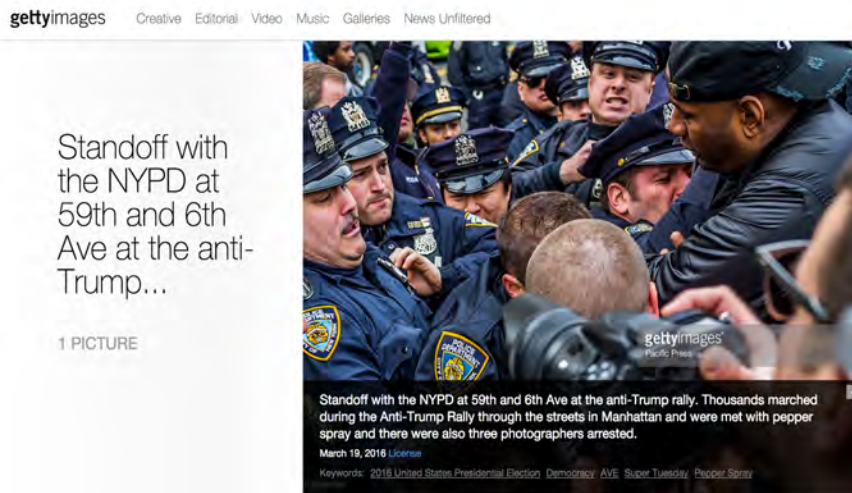 gettyimages Creative Editorial Video Music Galleries News Unfiltered
Standoff with
the NYPD at
59th and 6th
Ave at the anti-
Trump...
1 PICTURE
gettyimages
Pacific Press
Standoff with the NYPD at 59th and 6th Ave at the anti-Trump rally. Thousands marched
during the Anti-Trump Rally through the streets in Manhattan and were met with pepper
spray and there were also three photographers arrested.
March 19, 2016 License
Keywords: 2016 United States Presidential Election Democracy AVE Super Tuesday Pepper Spray